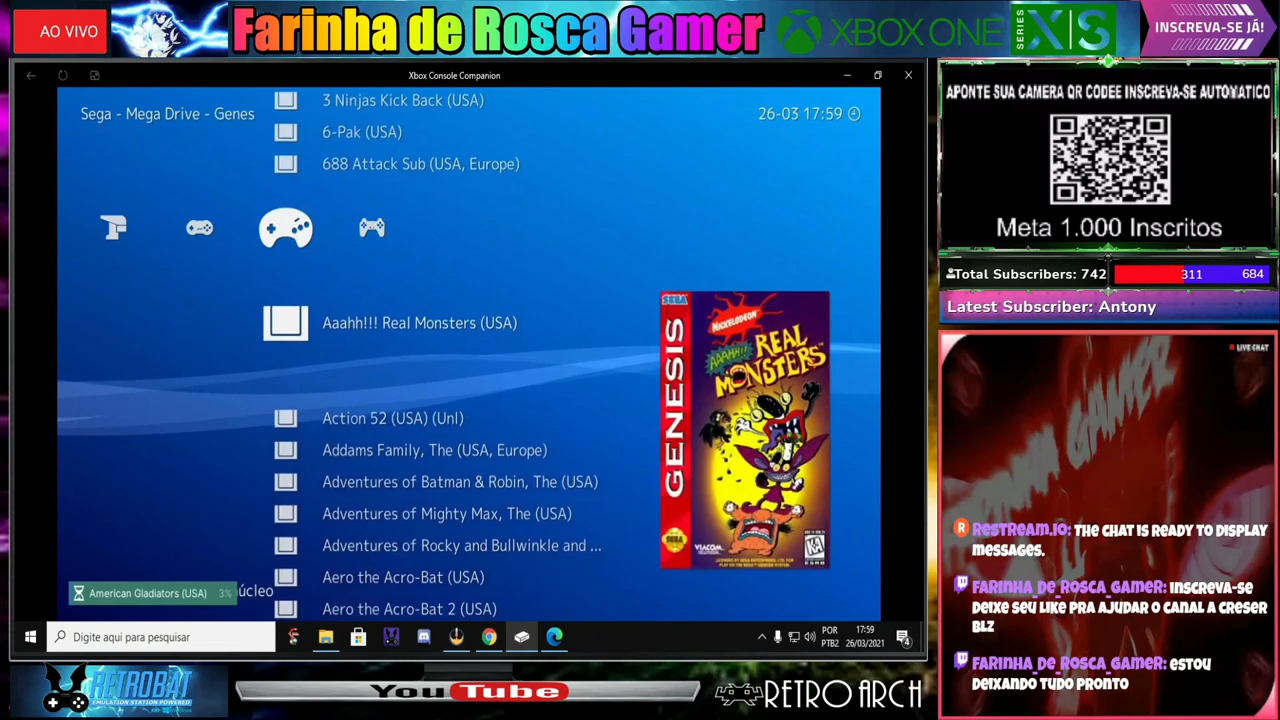 AO VIVO
Farinha de Rosca Gamer
XBOX ONE
SERIES X|S
INSCREVA-SE JÁ!
Xbox Console Companion
Sega - Mega Drive - Genes
26-03 17:59
3 Ninjas Kick Back (USA)
6-Pak (USA)
688 Attack Sub (USA, Europe)
Aaahh!!! Real Monsters (USA)
Action 52 (USA) (Unl)
Addams Family, The (USA, Europe)
Adventures of Batman & Robin, The (USA)
Adventures of Mighty Max, The (USA)
Adventures of Rocky and Bullwinkle and ...
Aero the Acro-Bat (USA)
Aero the Acro-Bat 2 (USA)
American Gladiators (USA) 3%
úcleo
SEGA
GENESIS
NICKELODEON
AAAHH!!!
REAL
MONSTERS
VIACOM
SEGA
KA
Digite aqui para pesquisar
POR
PTB2
17:59
26/03/2021
4
APONTE SUA CAMERA QR CODEE INSCREVA-SE AUTOMATICO
Meta 1.000 Inscritos
Total Subscribers: 742
311
684
Latest Subscriber: Antony
LIVE CHAT
RESTREAM.IO: THE CHAT IS READY TO DISPLAY
MESSAGES.
FARINHA_DE_ROSCA_GAMER: INSCREVA-SE
DEIXE SEU LIKE PRA AJUDAR O CANAL A CRESER
BLZ
FARINHA_DE_ROSCA_GAMER: ESTOU
DEIXANDO TUDO PRONTO
RETROBAT
EMULATION STATION POWERED
YouTube
RETRO ARCH